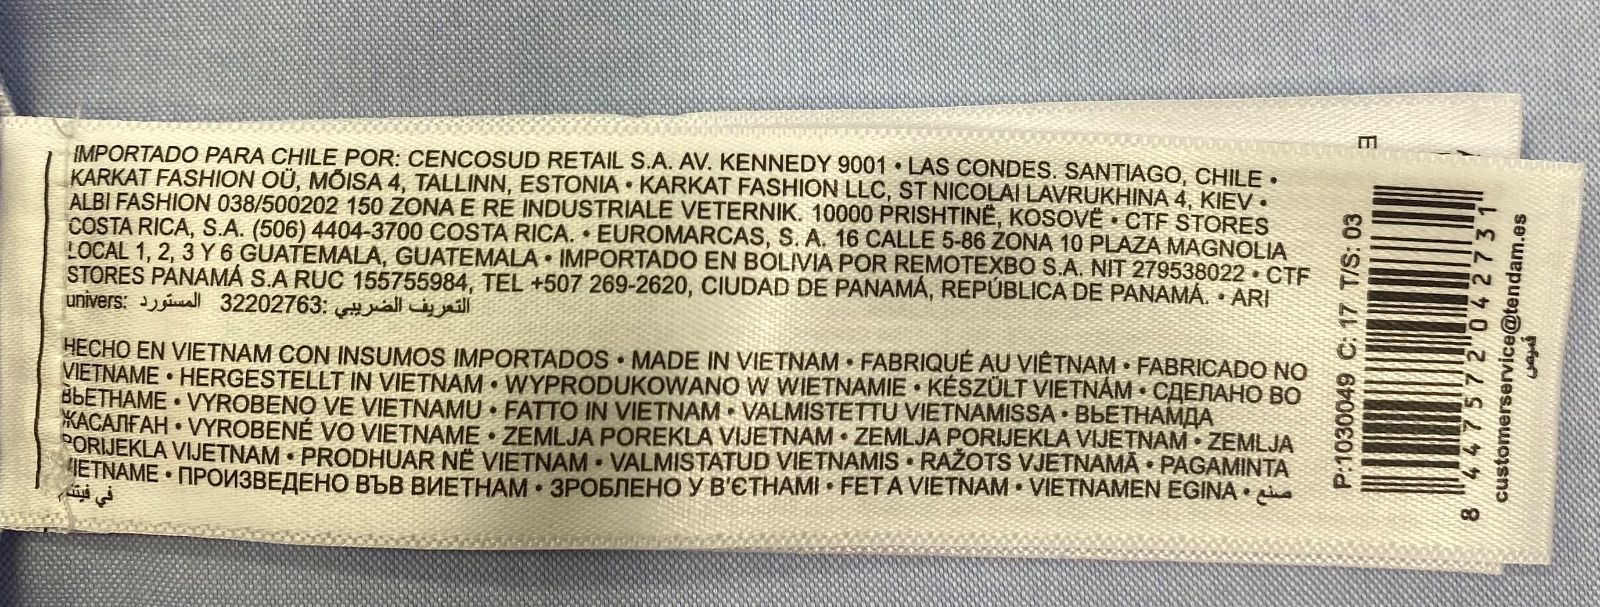 IMPORTADO PARA CHILE POR: CENCOSUD RETAIL S.A. AV. KENNEDY 9001 • LAS CONDES. SANTIAGO, CHILE •
KARKAT FASHION OÜ, MÕISA 4, TALLINN, ESTONIA • KARKAT FASHION LLC, ST NICOLAI LAVRUKHINA 4, KIEV •
ALBI FASHION 038/500202 150 ZONA E RE INDUSTRIALE VETERNIK. 10000 PRISHTINË, KOSOVË • CTF STORES
COSTA RICA, S.A. (506) 4404-3700 COSTA RICA. • EUROMARCAS, S. A. 16 CALLE 5-86 ZONA 10 PLAZA MAGNOLIA
LOCAL 1, 2, 3 Y 6 GUATEMALA, GUATEMALA • IMPORTADO EN BOLIVIA POR REMOTEXBO S.A. NIT 279538022 • CTF
STORES PANAMÁ S.A RUC 155755984, TEL +507 269-2620, CIUDAD DE PANAMÁ, REPÚBLICA DE PANAMÁ. • ARI
univers: المستورد 32202763: التعريف الضريبي
HECHO EN VIETNAM CON INSUMOS IMPORTADOS • MADE IN VIETNAM • FABRIQUÉ AU VIÊTNAM • FABRICADO NO
VIETNAME • HERGESTELLT IN VIETNAM • WYPRODUKOWANO W WIETNAMIE • KÉSZÜLT VIETNÁM • СДЕЛАНО ВО
ВЬЕТНАМЕ • VYROBENO VE VIETNAMU • FATTO IN VIETNAM • VALMISTETTU VIETNAMISSA • ВЬЕТНАМДА
ЖАСАЛҒАН • VYROBENÉ VO VIETNAME • ZEMLJA POREKLA VIJETNAM • ZEMLJA PORIJEKLA VIJETNAM • ZEMLJA
PORIJEKLA VIJETNAM • PRODHUAR NË VIETNAM • VALMISTATUD VIETNAMIS • RAŽOTS VJETNAMĀ • PAGAMINTA
VIETNAME • ПРОИЗВЕДЕНО ВЪВ ВИЕТНАМ • ЗРОБЛЕНО У В'ЄТНАМІ • FET A VIETNAM • VIETNAMEN EGINA • صنع
في فيتنام
P:1030049 C:17 T/S: 03
8 447572 042731
customerservice@tendam.es
قميص
E